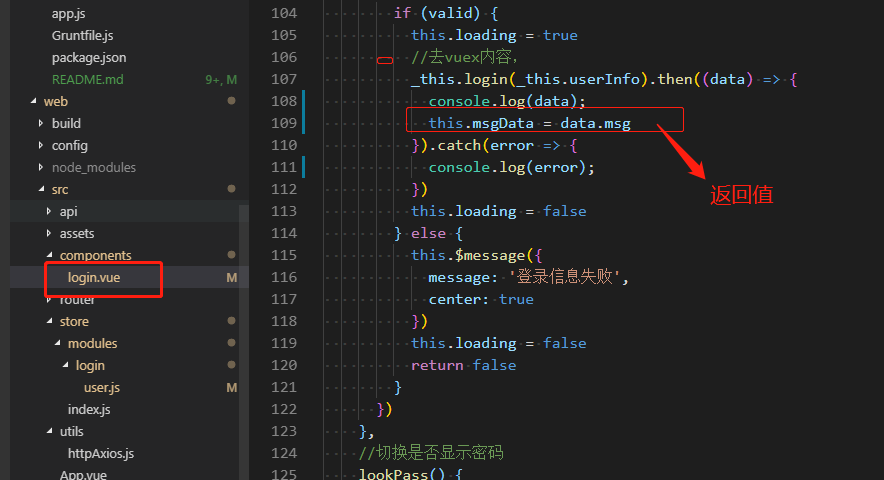 app.js
Gruntfile.js
package.json
README.md 9+, M
web
build
config
node_modules
src
api
assets
components
login.vue M
router
store
modules
login
user.js M
index.js
utils
httpAxios.js
App.vue
104 if (valid) {
105 this.loading = true
106 //去vuex内容,
107 _this.login(_this.userInfo).then((data) => {
108 console.log(data);
109 this.msgData = data.msg
110 }).catch(error => {
111 console.log(error);
112 })
113 this.loading = false
114 } else {
115 this.$message({
116 message: '登录信息失败',
117 center: true
118 })
119 this.loading = false
120 return false
121 }
122 })
123 },
124 //切换是否显示密码
125 lookPass() {
返回值